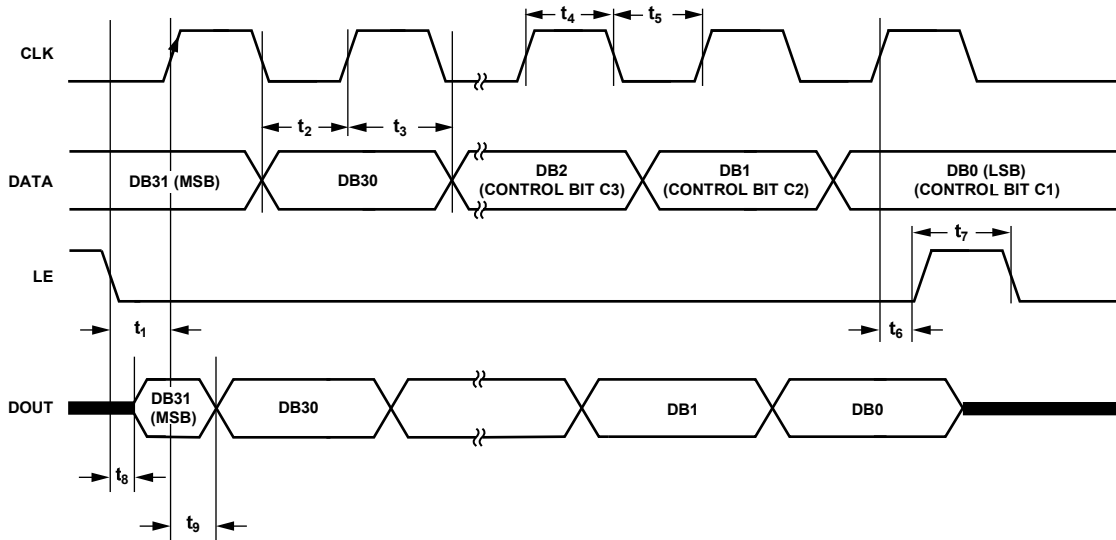 t4
t5
CLK
t2
t3
DATA
DB31 (MSB)
DB30
DB2
(CONTROL BIT C3)
DB1
(CONTROL BIT C2)
DB0 (LSB)
(CONTROL BIT C1)
LE
t7
t1
t6
DOUT
DB31
(MSB)
DB30
DB1
DB0
t8
t9